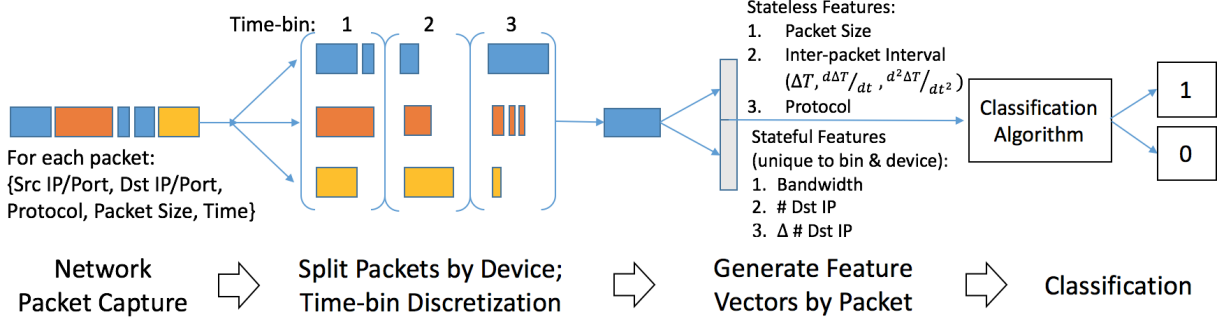 Time-bin: 1 2 3
For each packet:
{Src IP/Port, Dst IP/Port,
Protocol, Packet Size, Time}
Stateless Features:
1. Packet Size
2. Inter-packet Interval
(ΔT, dΔT/dt , d²ΔT/dt² )
3. Protocol
Stateful Features
(unique to bin & device):
1. Bandwidth
2. # Dst IP
3. Δ # Dst IP
Classification
Algorithm
1
0
Network
Packet Capture
Split Packets by Device;
Time-bin Discretization
Generate Feature
Vectors by Packet
Classification